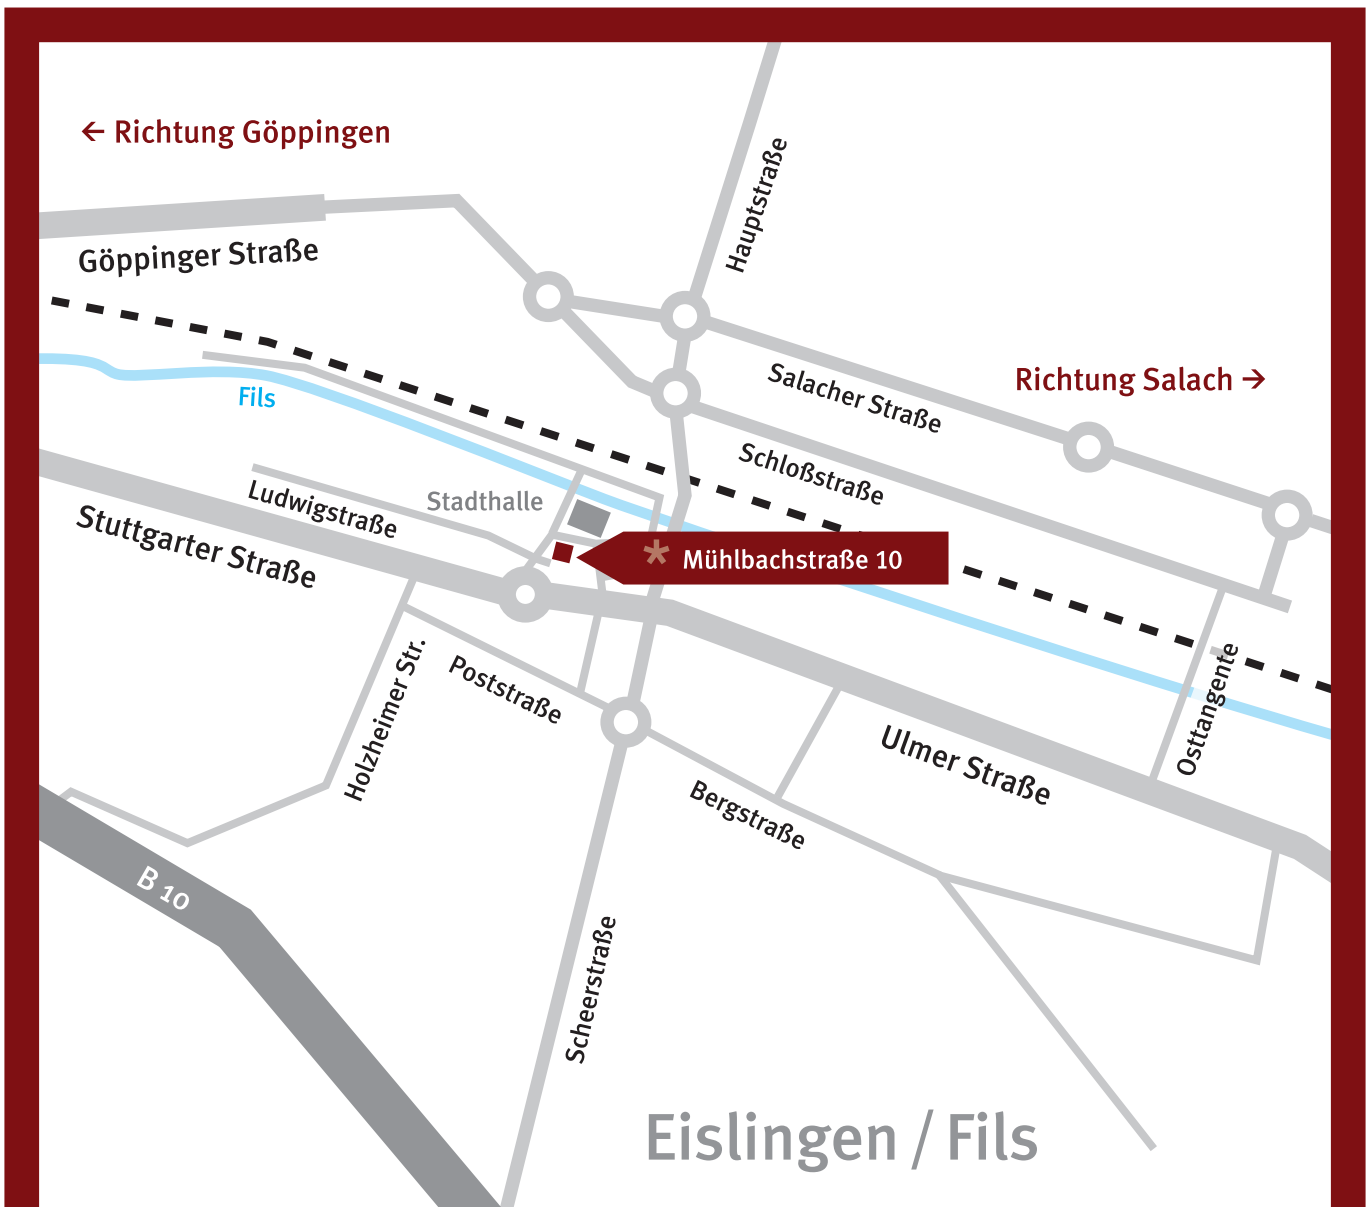 ← Richtung Göppingen
Hauptstraße
Göppinger Straße
Richtung Salach →
Salacher Straße
Fils
Schloßstraße
Ludwigstraße
Stadthalle
Stuttgarter Straße
* Mühlbachstraße 10
Holzheimer Str.
Poststraße
Osttangente
Ulmer Straße
Bergstraße
B 10
Scheerstraße
Eislingen / Fils